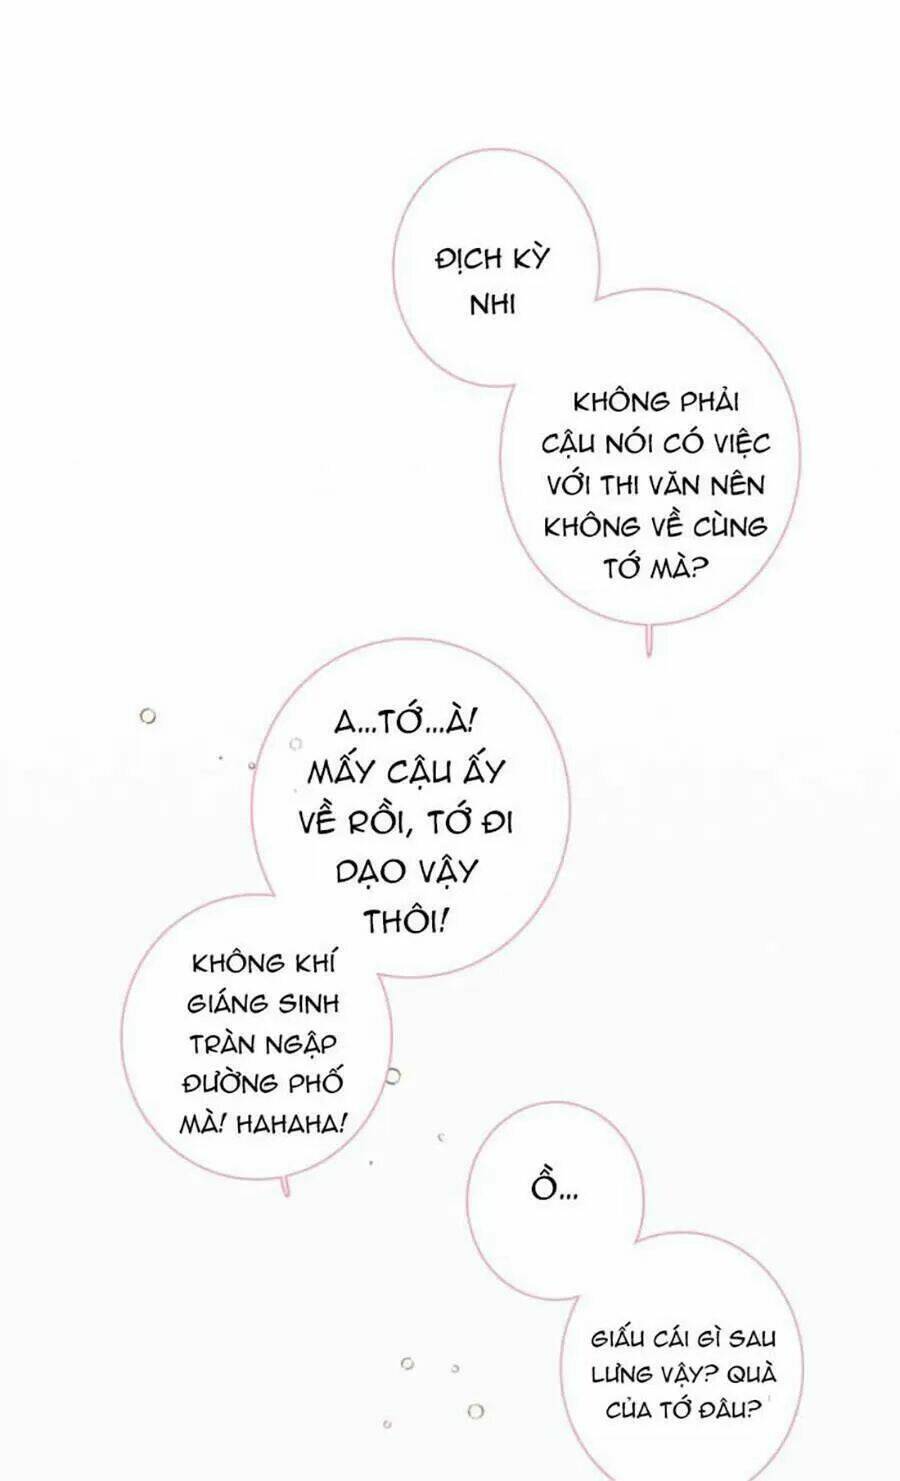 ĐỊCH KỲ
NHI
KHÔNG PHẢI
CẬU NÓI CÓ VIỆC
VỚI THI VĂN NÊN
KHÔNG VỀ CÙNG
TỚ MÀ?
A...TỚ...À!
MẤY CẬU ẤY
VỀ RỒI, TỚ ĐI
DẠO VẬY
THÔI!
KHÔNG KHÍ
GIÁNG SINH
TRÀN NGẬP
ĐƯỜNG PHỐ
MÀ! HAHAHA!
Ồ...
GIẤU CÁI GÌ SAU
LƯNG VẬY? QUÀ
CỦA TỚ ĐÂU?